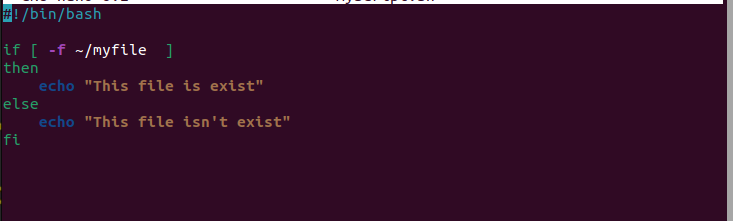 #!/bin/bash

if [ -f ~/myfile  ]
then
    echo "This file is exist"
else
    echo "This file isn't exist"
fi